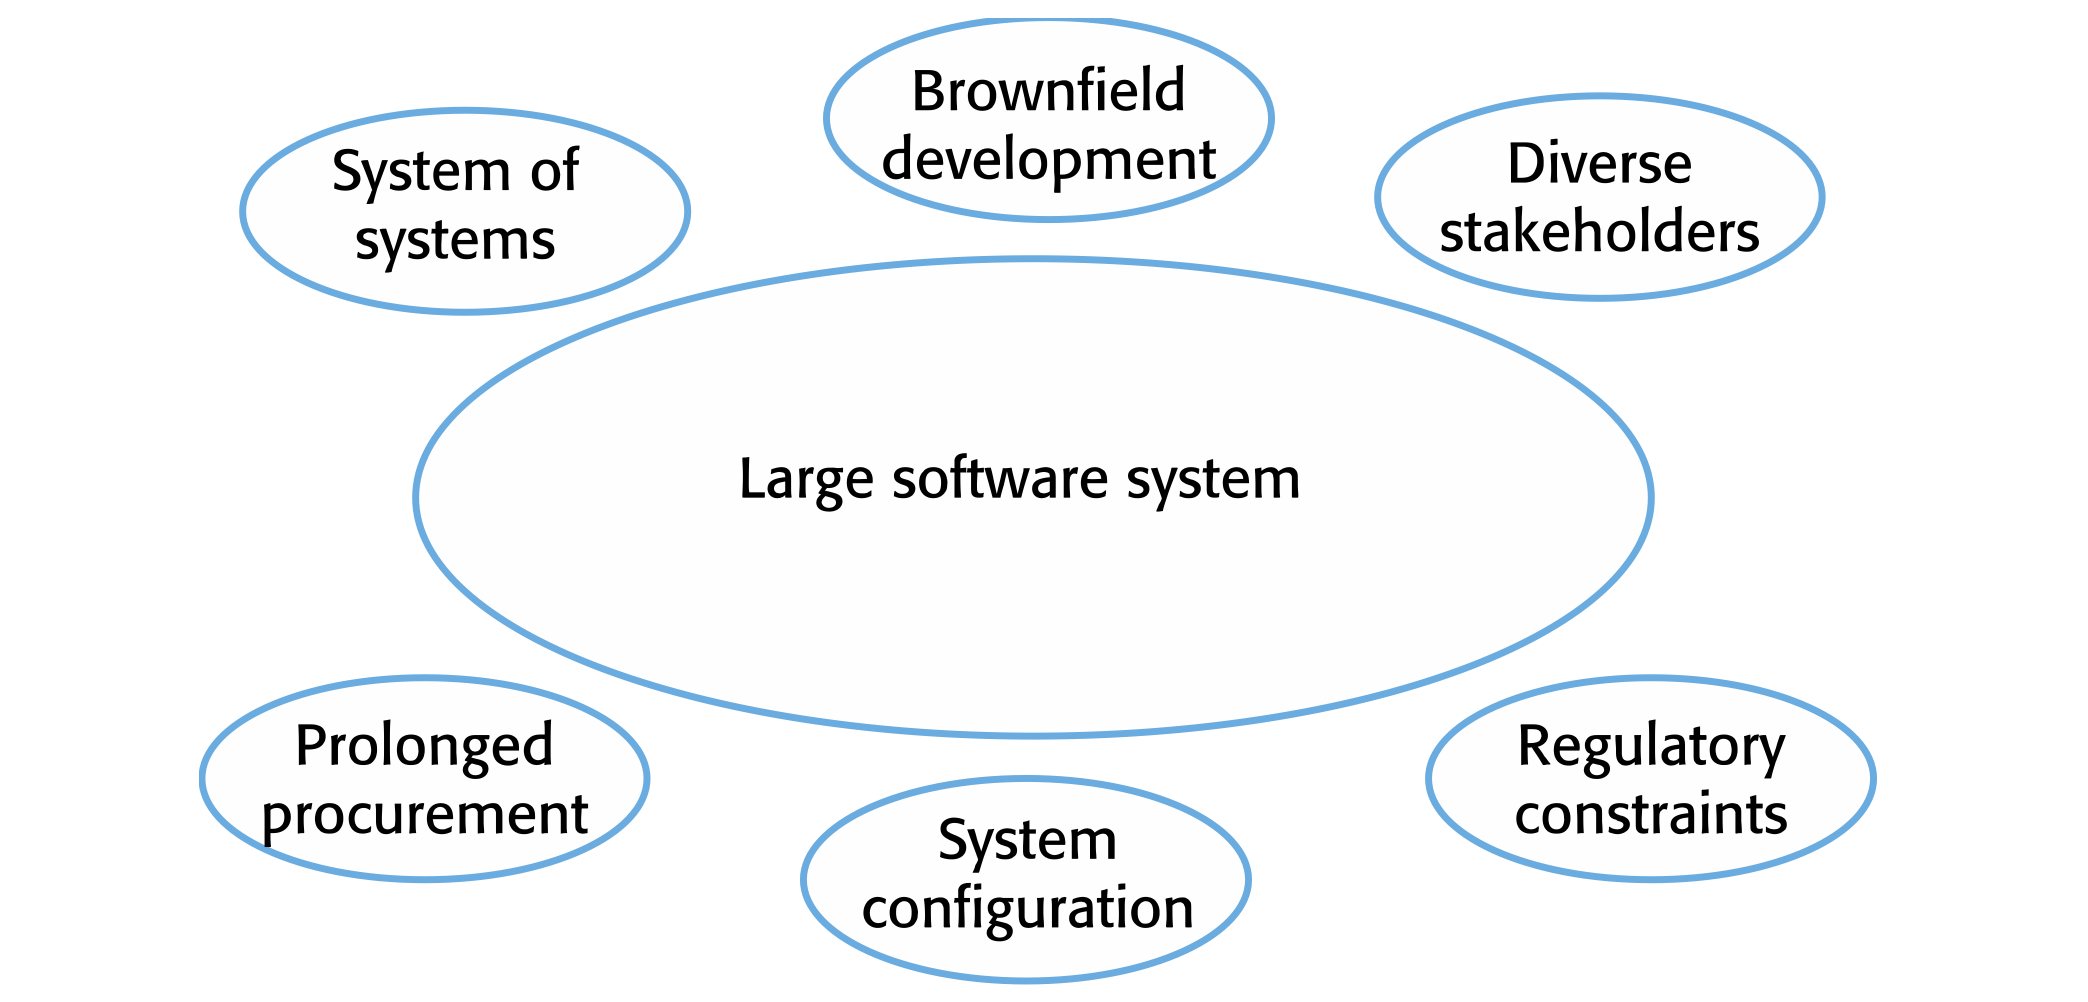 Brownfield
development
System of
systems
Diverse
stakeholders
Large software system
Prolonged
procurement
System
configuration
Regulatory
constraints